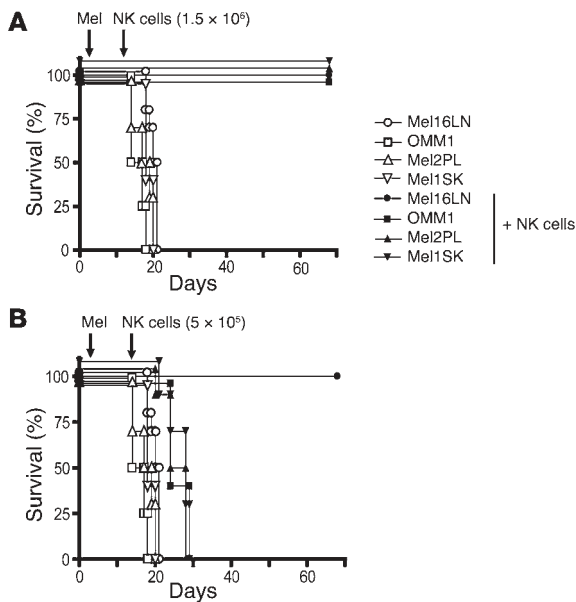 A
Mel NK cells (1.5 × 10⁶)
100
75
50
25
0
Survival (%)
0 20 40 60
Days
Mel16LN
OMM1
Mel2PL
Mel1SK
Mel16LN
OMM1
Mel2PL
Mel1SK
+ NK cells
B
Mel NK cells (5 × 10⁵)
100
75
50
25
0
Survival (%)
0 20 40 60
Days